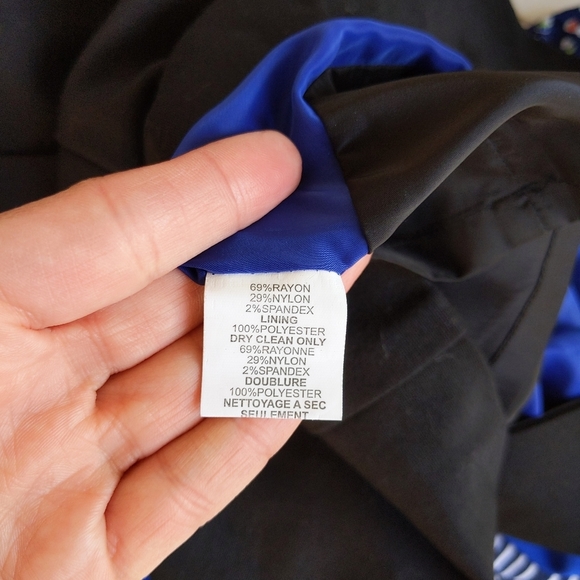 69%RAYON
29%NYLON
2%SPANDEX
LINING
100%POLYESTER
DRY CLEAN ONLY
69%RAYONNE
29%NYLON
2%SPANDEX
DOUBLURE
100%POLYESTER
NETTOYAGE A SEC
SEULEMENT